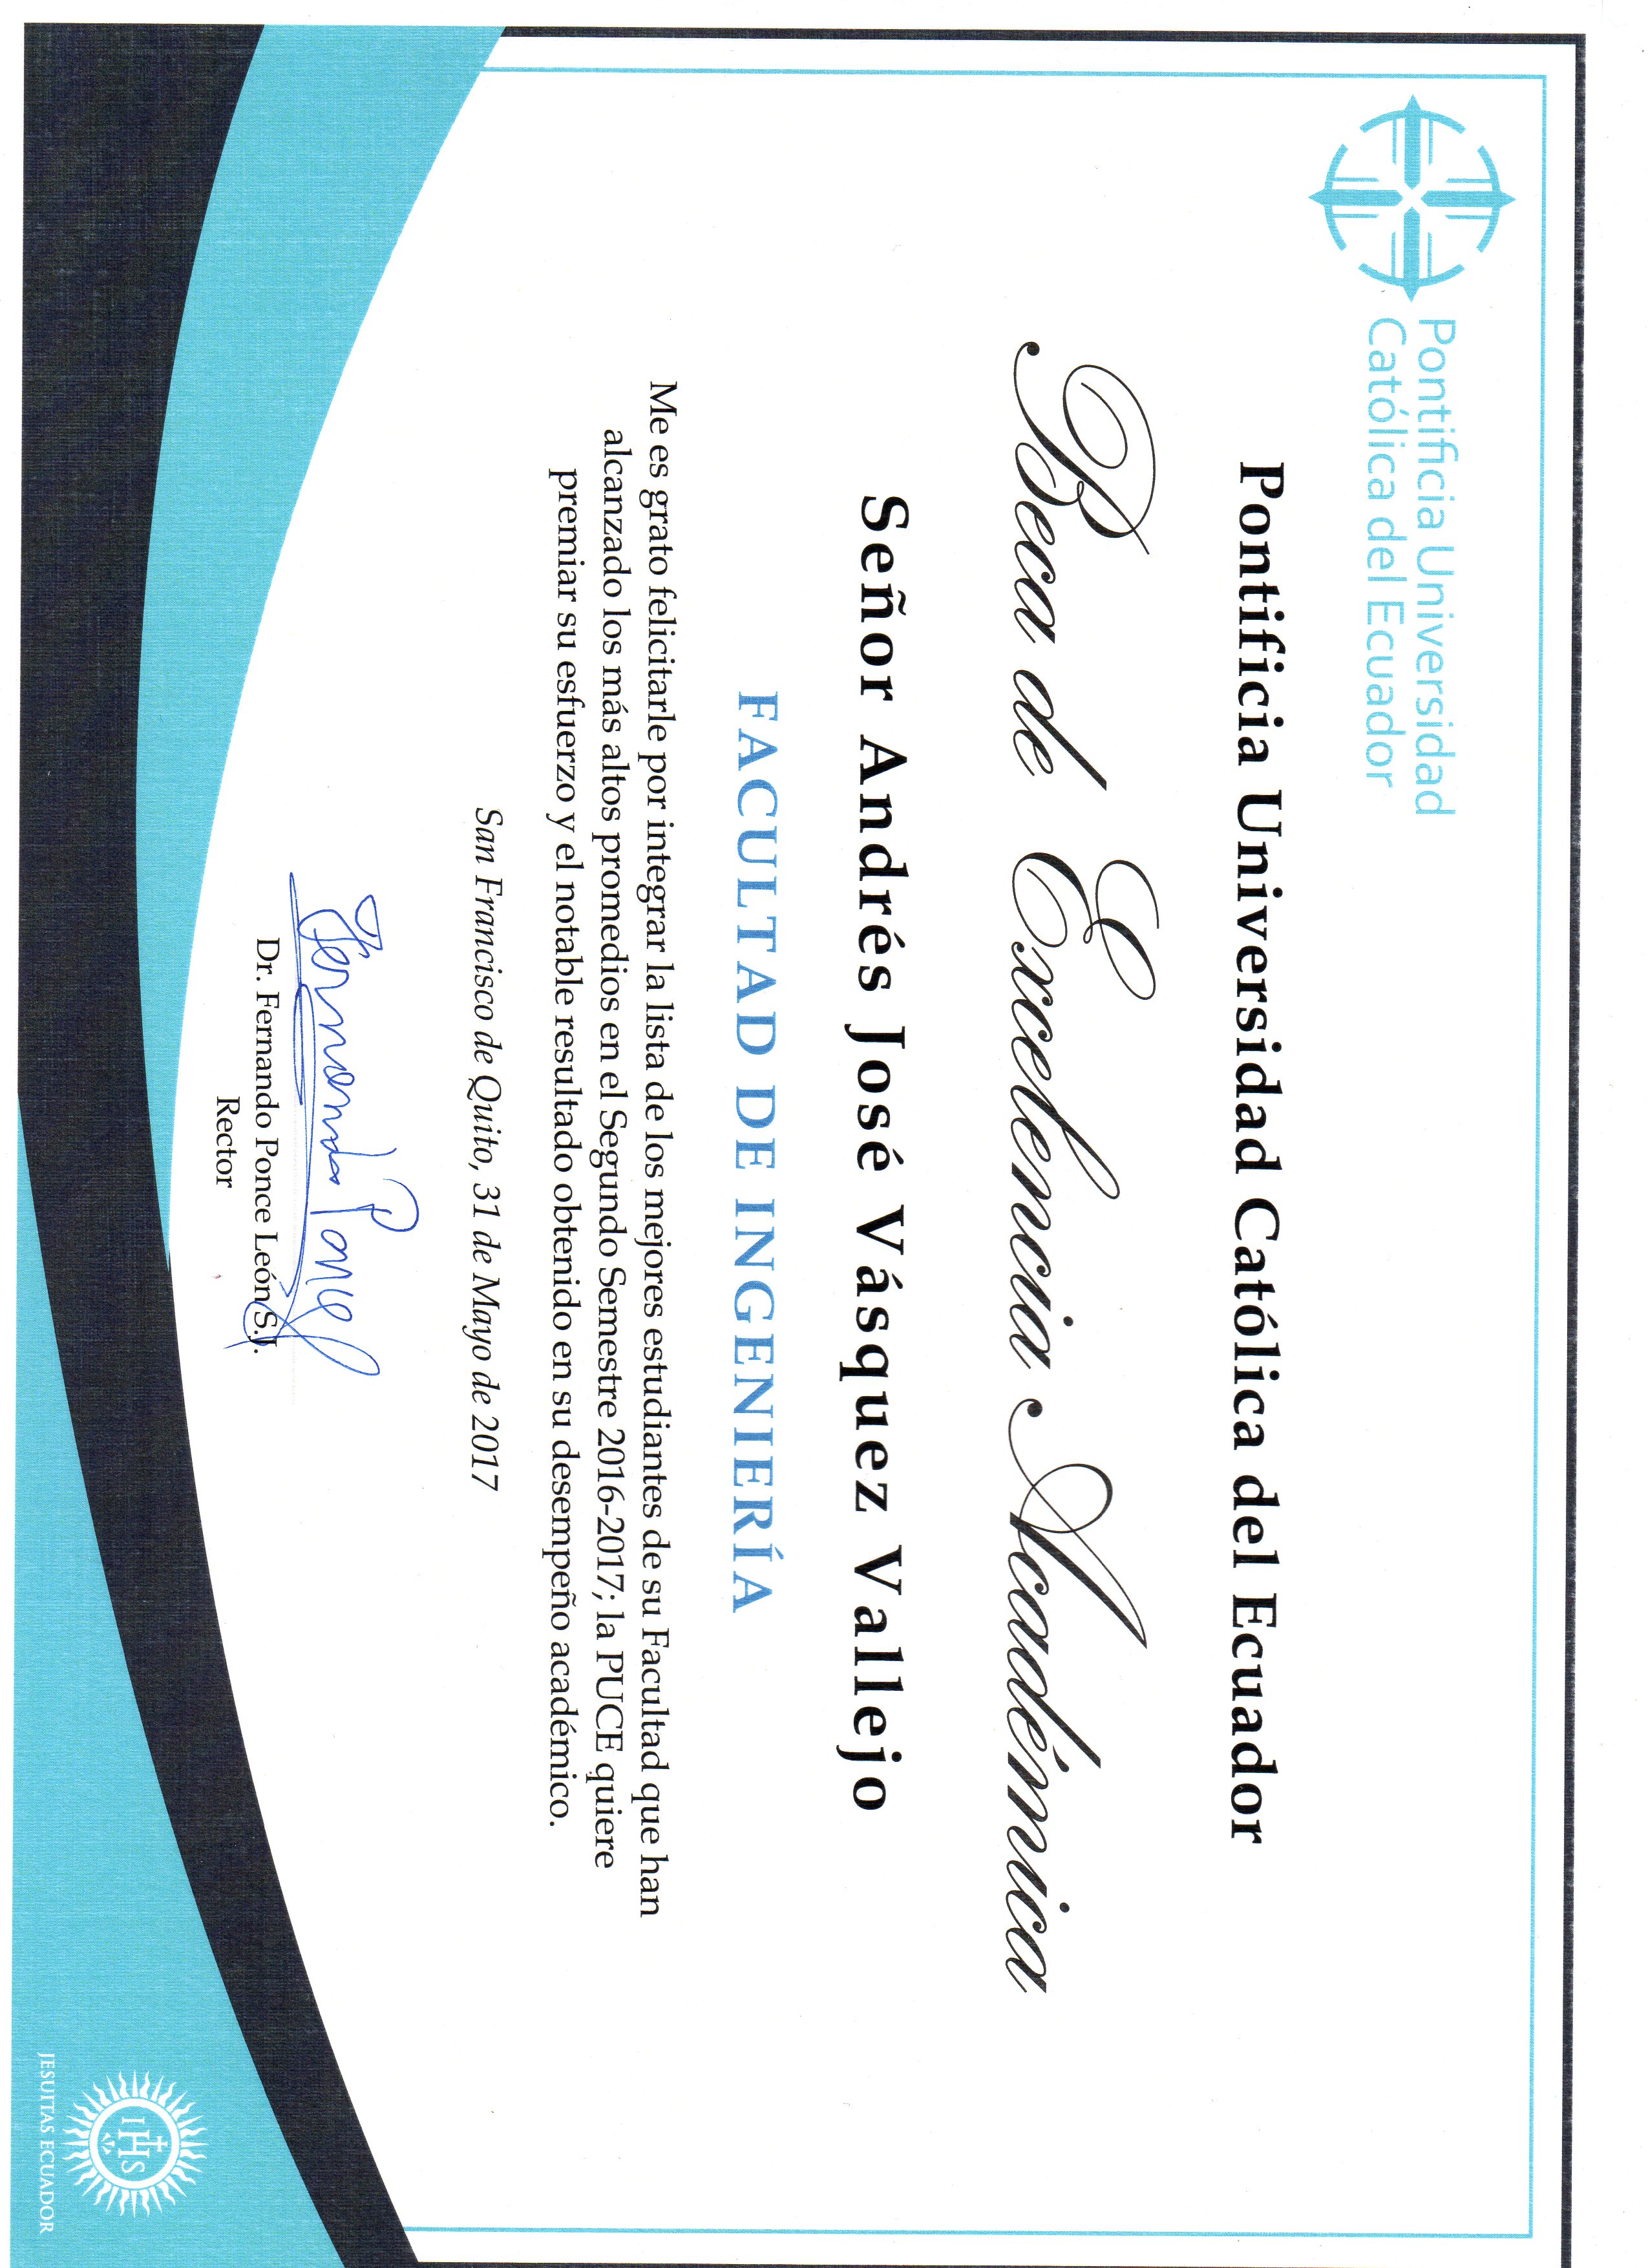 Pontificia Universidad
Católica del Ecuador
Pontificia Universidad Católica del Ecuador
Beca de Excelencia Académica
Señor Andrés José Vásquez Vallejo
FACULTAD DE INGENIERÍA
Me es grato felicitarle por integrar la lista de los mejores estudiantes de su Facultad que han
alcanzado los más altos promedios en el Segundo Semestre 2016-2017; la PUCE quiere
premiar su esfuerzo y el notable resultado obtenido en su desempeño académico.
San Francisco de Quito, 31 de Mayo de 2017
Fernando Ponce
Dr. Fernando Ponce León S.J.
Rector
IHS
JESUITAS ECUADOR